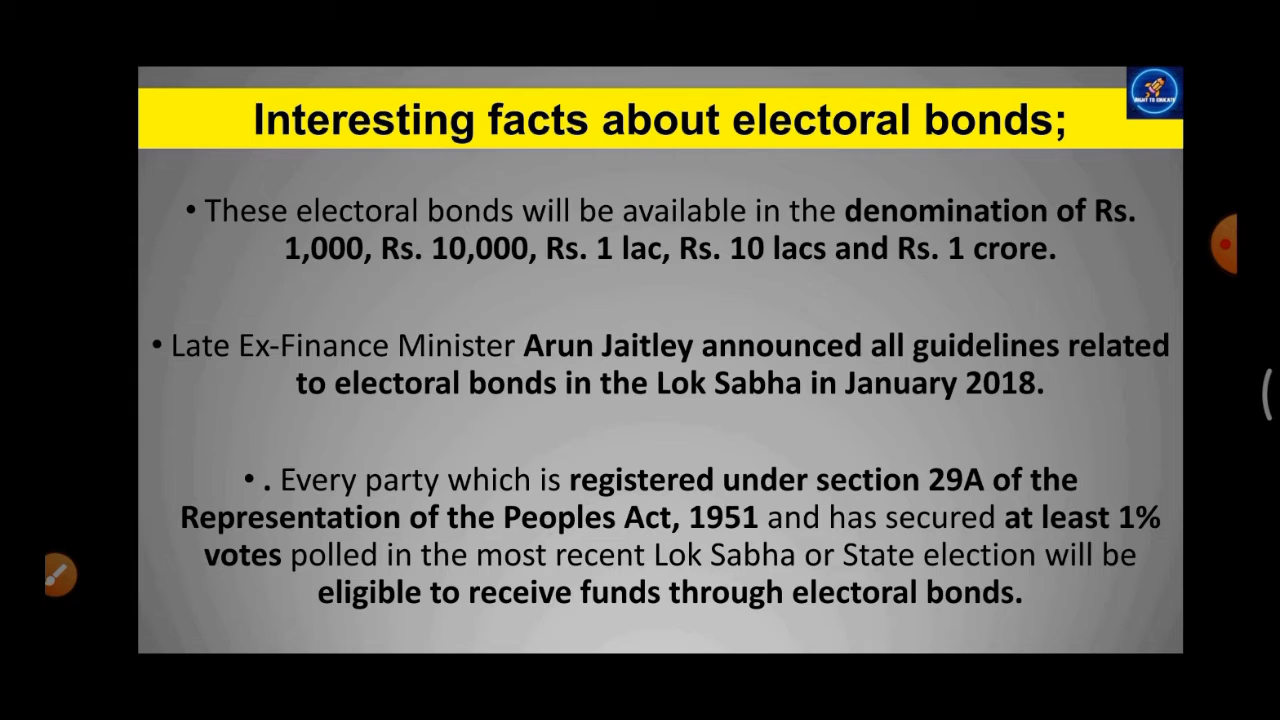 Interesting facts about electoral bonds;
RIGHT TO EDUCATE
• These electoral bonds will be available in the denomination of Rs.
1,000, Rs. 10,000, Rs. 1 lac, Rs. 10 lacs and Rs. 1 crore.
• Late Ex-Finance Minister Arun Jaitley announced all guidelines related
to electoral bonds in the Lok Sabha in January 2018.
• . Every party which is registered under section 29A of the
Representation of the Peoples Act, 1951 and has secured at least 1%
votes polled in the most recent Lok Sabha or State election will be
eligible to receive funds through electoral bonds.